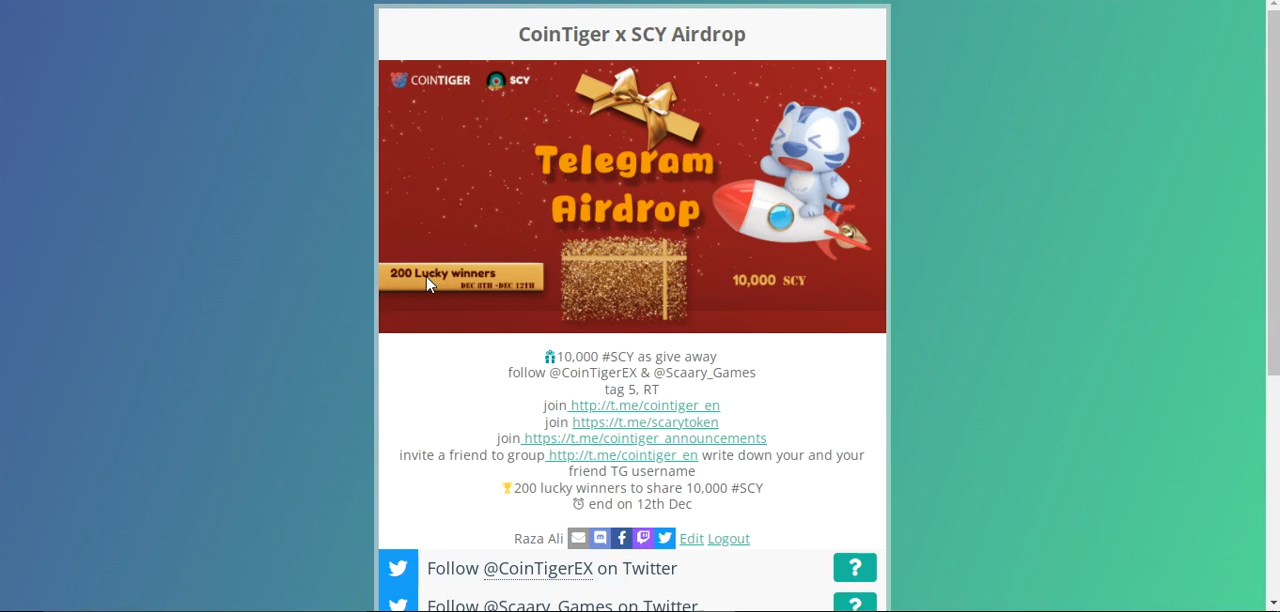 CoinTiger x SCY Airdrop
COINTIGER SCY
Telegram
Airdrop
200 Lucky winners
DEC 8TH -DEC 12TH
10,000 SCY
10,000 #SCY as give away
follow @CoinTigerEX & @Scaary_Games
tag 5, RT
join http://t.me/cointiger_en
join https://t.me/scarytoken
join https://t.me/cointiger_announcements
invite a friend to group http://t.me/cointiger_en write down your and your
friend TG username
🏆200 lucky winners to share 10,000 #SCY
⏰ end on 12th Dec
Raza Ali Edit Logout
Follow @CoinTigerEX on Twitter
?
Follow @Scaary_Games on Twitter
?